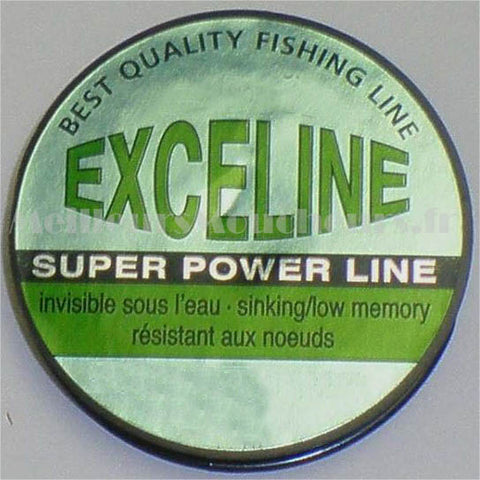 BEST QUALITY FISHING LINE
EXCELINE
SUPER POWER LINE
invisible sous l'eau · sinking/low memory
résistant aux noeuds